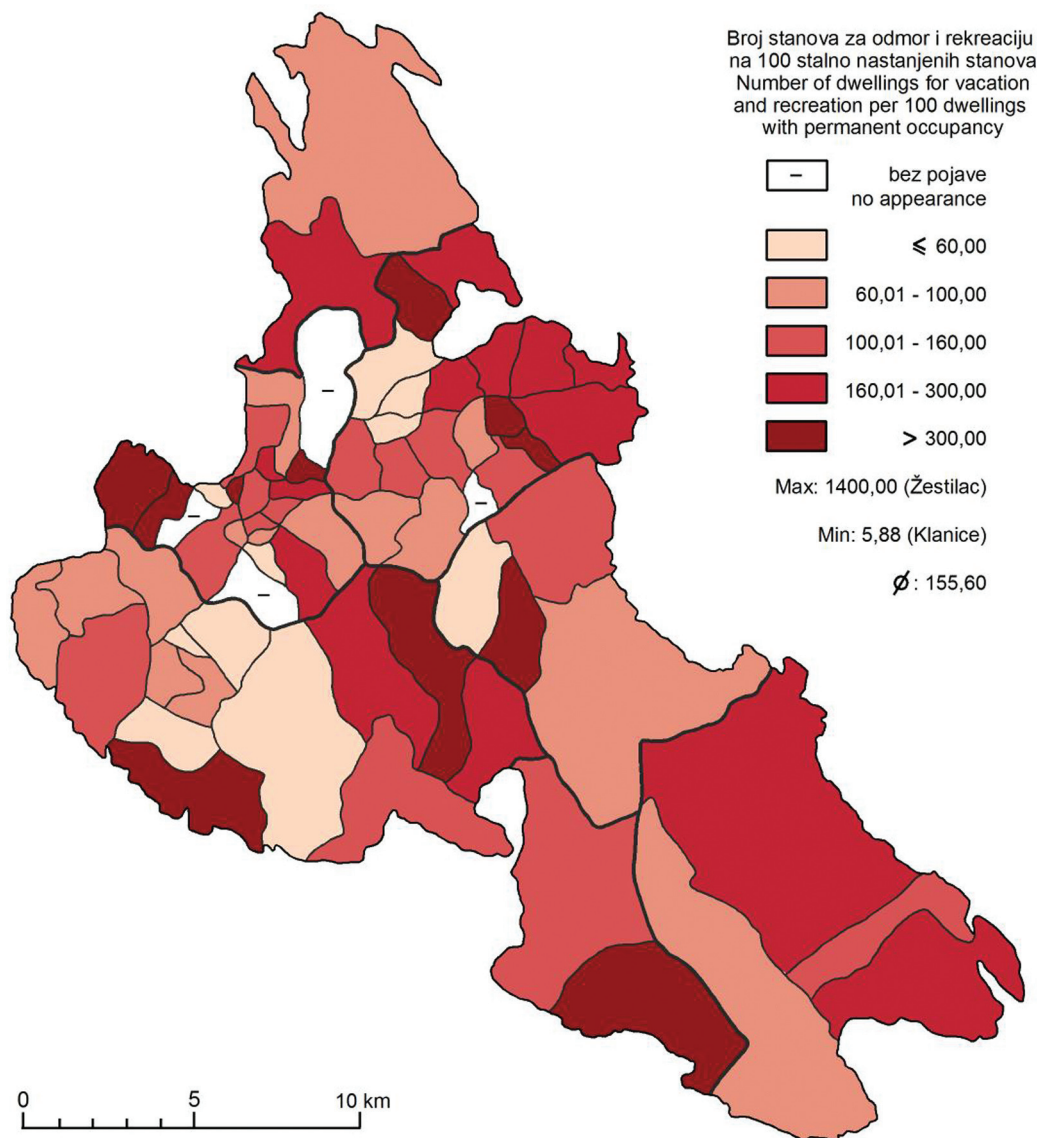 Broj stanova za odmor i rekreaciju
na 100 stalno nastanjenih stanova
Number of dwellings for vacation
and recreation per 100 dwellings
with permanent occupancy
– bez pojave
no appearance
⩽ 60,00
60,01 - 100,00
100,01 - 160,00
160,01 - 300,00
> 300,00
Max: 1400,00 (Žestilac)
Min: 5,88 (Klanice)
Ø : 155,60
–
–
–
–
0 5 10 km